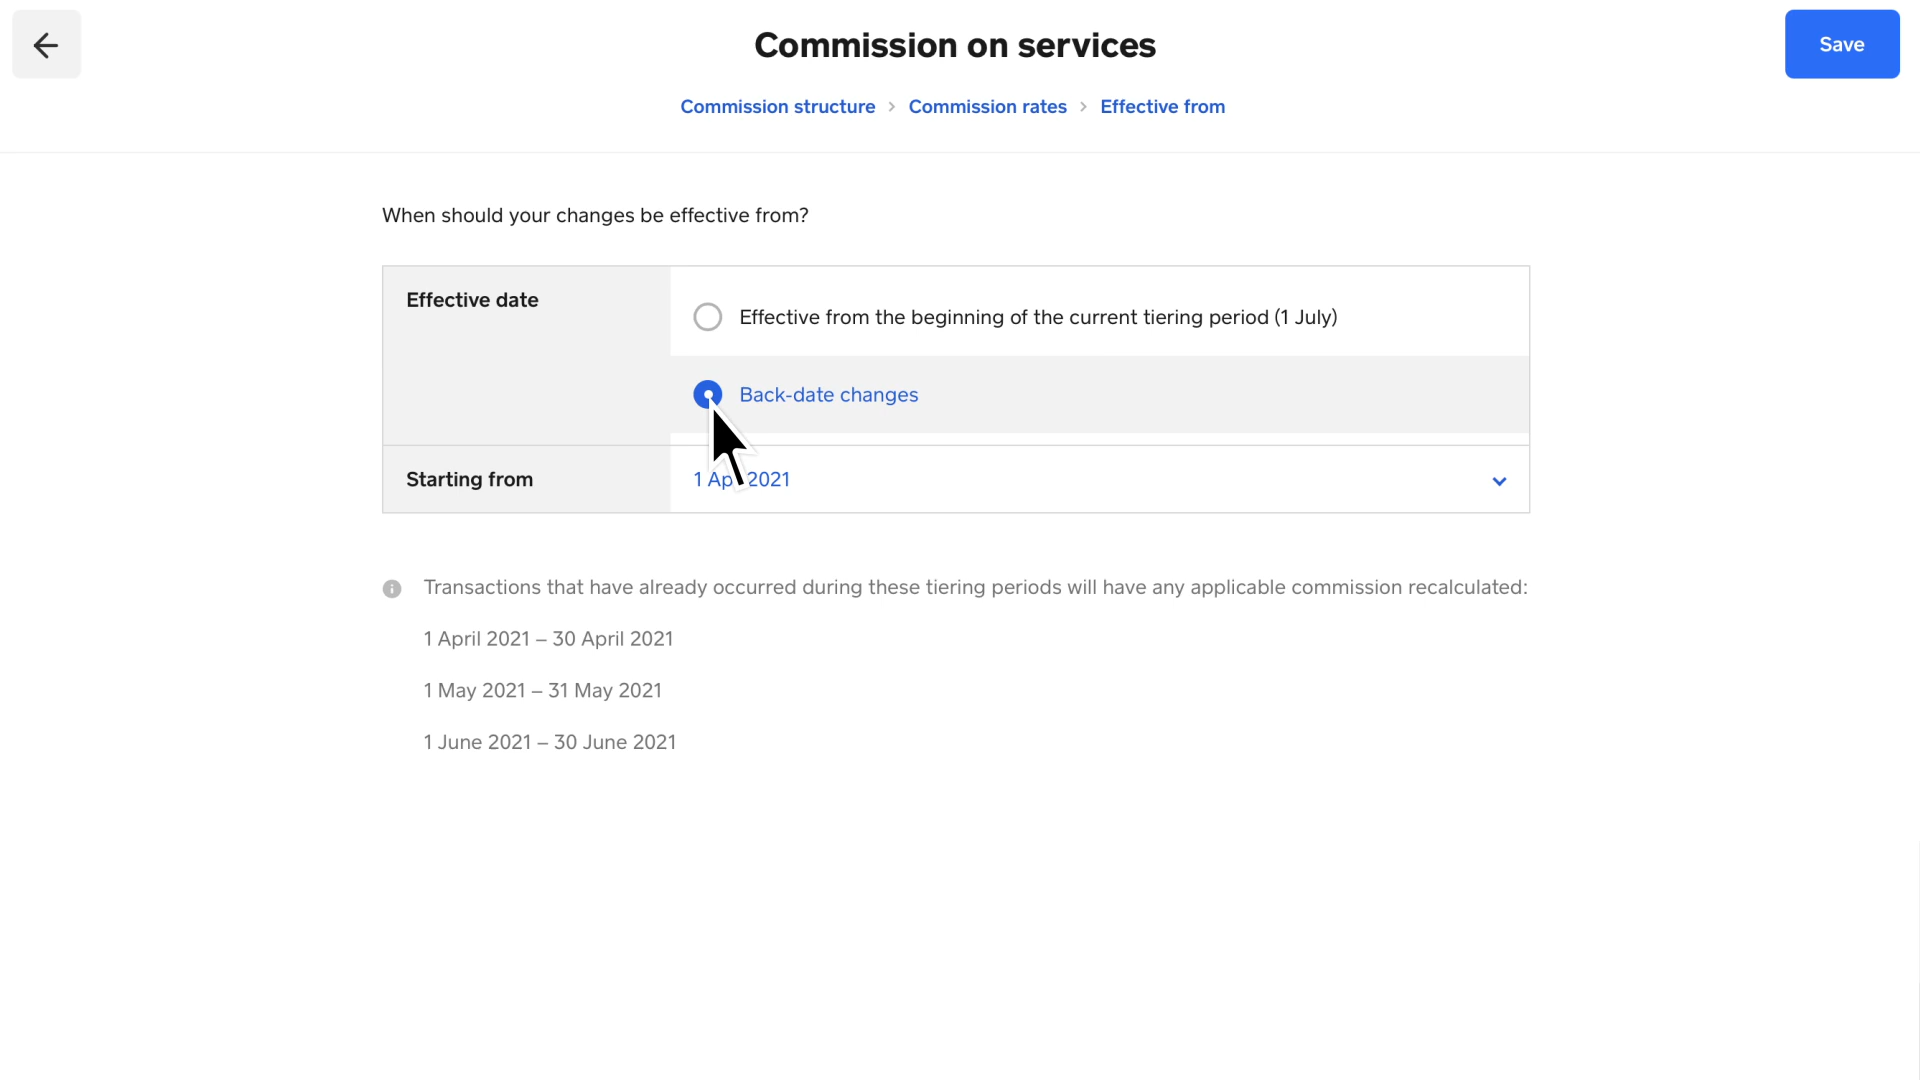 Commission on services
Save
Commission structure > Commission rates > Effective from
When should your changes be effective from?
Effective date
Effective from the beginning of the current tiering period (1 July)
Back-date changes
Starting from
1 Ap 2021
Transactions that have already occurred during these tiering periods will have any applicable commission recalculated:
1 April 2021 – 30 April 2021
1 May 2021 – 31 May 2021
1 June 2021 – 30 June 2021